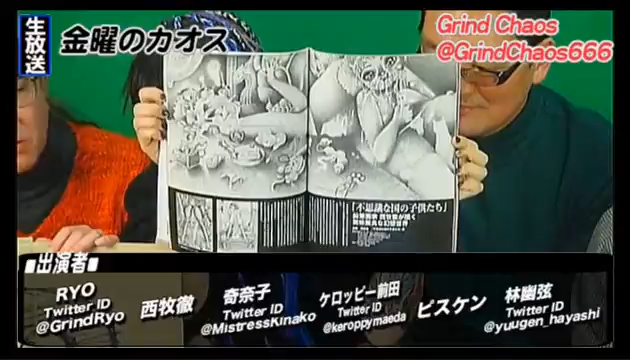 生放送
金曜のカオス
Grind Chaos
@GrindChaos666
「不思議な国の子供たち」
■出演者■
RYO
Twitter ID
@GrindRyo
西牧徹
奇奈子
Twitter ID
@MistressKinako
ケロッピー前田
Twitter ID
@keroppymaeda
ピスケン
林幽弦
Twitter ID
@yuugen_hayashi